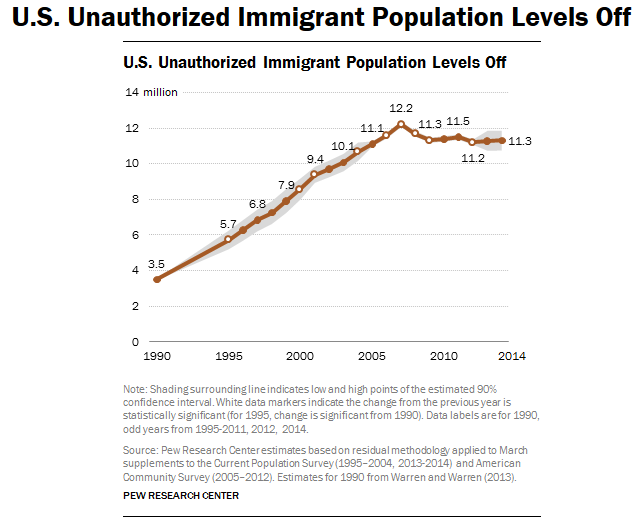 U.S. Unauthorized Immigrant Population Levels Off
U.S. Unauthorized Immigrant Population Levels Off
14 million
12
10
8
6
4
2
0
3.5
5.7
6.8
7.9
9.4
10.1
11.1
12.2
11.3
11.5
11.2
11.3
1990
1995
2000
2005
2010
2014
Note: Shading surrounding line indicates low and high points of the estimated 90%
confidence interval. White data markers indicate the change from the previous year is
statistically significant (for 1995, change is significant from 1990). Data labels are for 1990,
odd years from 1995-2011, 2012, 2014.
Source: Pew Research Center estimates based on residual methodology applied to March
supplements to the Current Population Survey (1995–2004, 2013-2014) and American
Community Survey (2005–2012). Estimates for 1990 from Warren and Warren (2013).
PEW RESEARCH CENTER